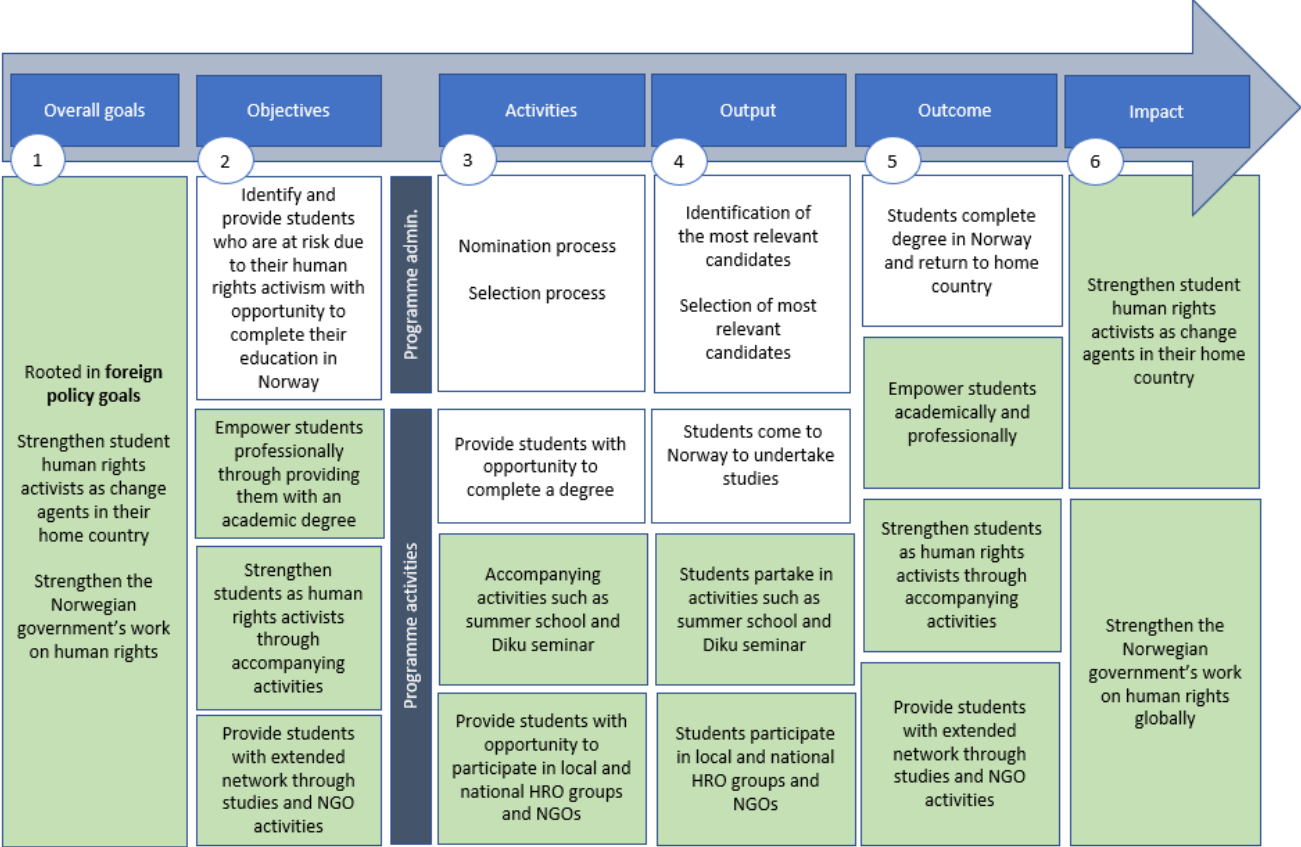 Overall goals
Objectives
Activities
Output
Outcome
Impact
1
2
3
4
5
6
Rooted in foreign
policy goals
Strengthen student
human rights
activists as change
agents in their
home country
Strengthen the
Norwegian
government's work
on human rights
Identify and
provide students
who are at risk due
to their human
rights activism with
opportunity to
complete their
education in
Norway
Empower students
professionally
through providing
them with an
academic degree
Strengthen
students as human
rights activists
through
accompanying
activities
Provide students
with extended
network through
studies and NGO
activities
Programme admin.
Programme activities
Nomination process
Selection process
Provide students with
opportunity to
complete a degree
Accompanying
activities such as
summer school and
Diku seminar
Provide students with
opportunity to
participate in local and
national HRO groups
and NGOs
Identification of
the most relevant
candidates
Selection of most
relevant
candidates
Students come to
Norway to undertake
studies
Students partake in
activities such as
summer school and
Diku seminar
Students participate
in local and national
HRO groups and
NGOs
Students complete
degree in Norway
and return to home
country
Empower students
academically and
professionally
Strengthen students
as human rights
activists through
accompanying
activities
Provide students
with extended
network through
studies and NGO
activities
Strengthen student
human rights
activists as change
agents in their home
country
Strengthen the
Norwegian
government's work
on human rights
globally